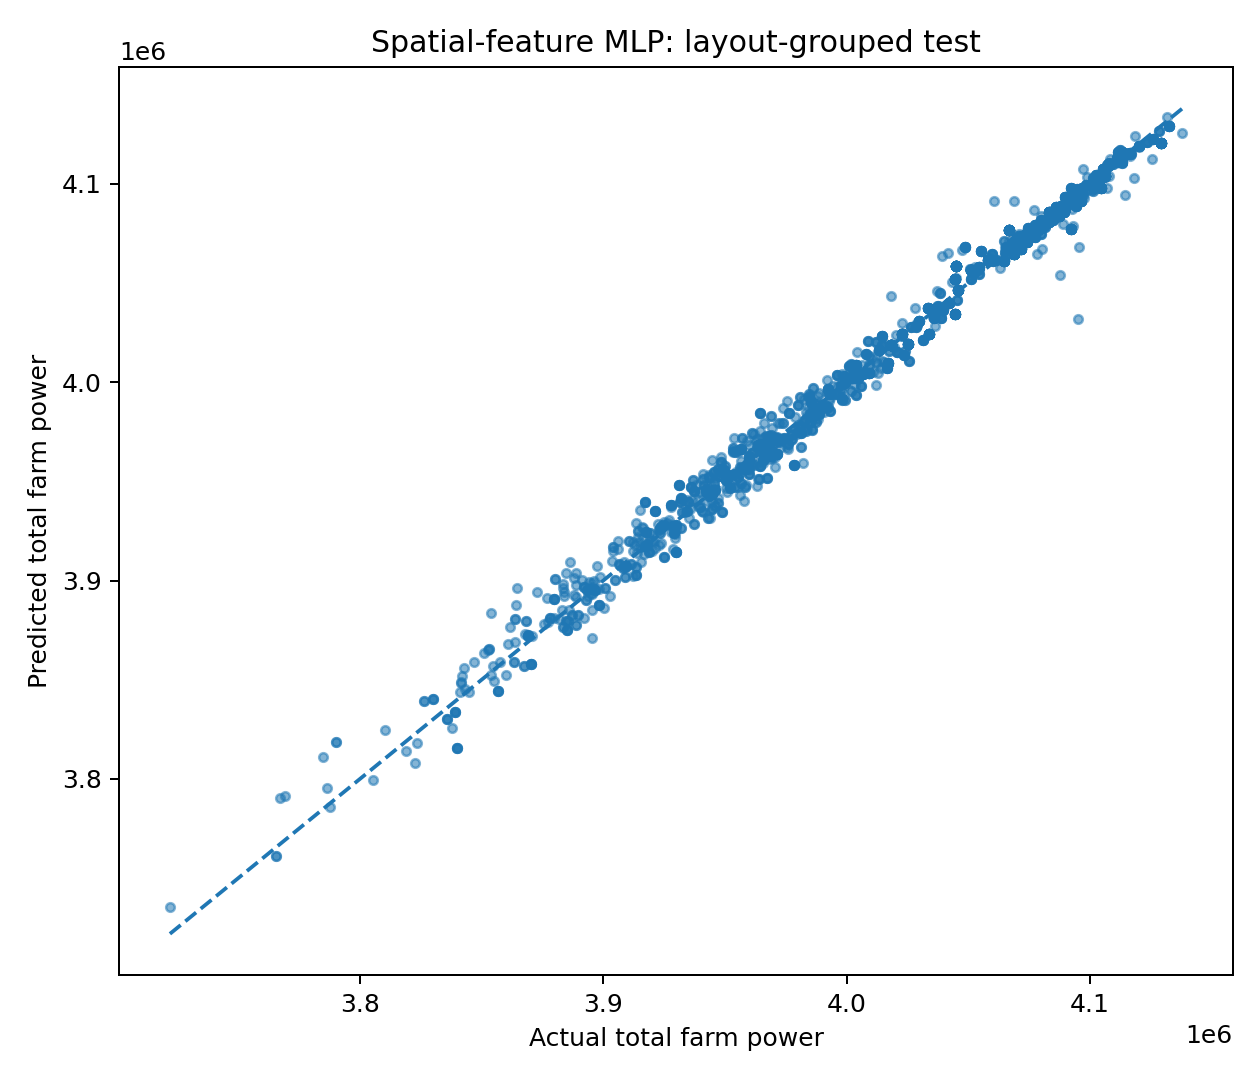 Spatial-feature MLP: layout-grouped test
1e6
4.1
4.0
3.9
3.8
Predicted total farm power
3.8 3.9 4.0 4.1
Actual total farm power
1e6